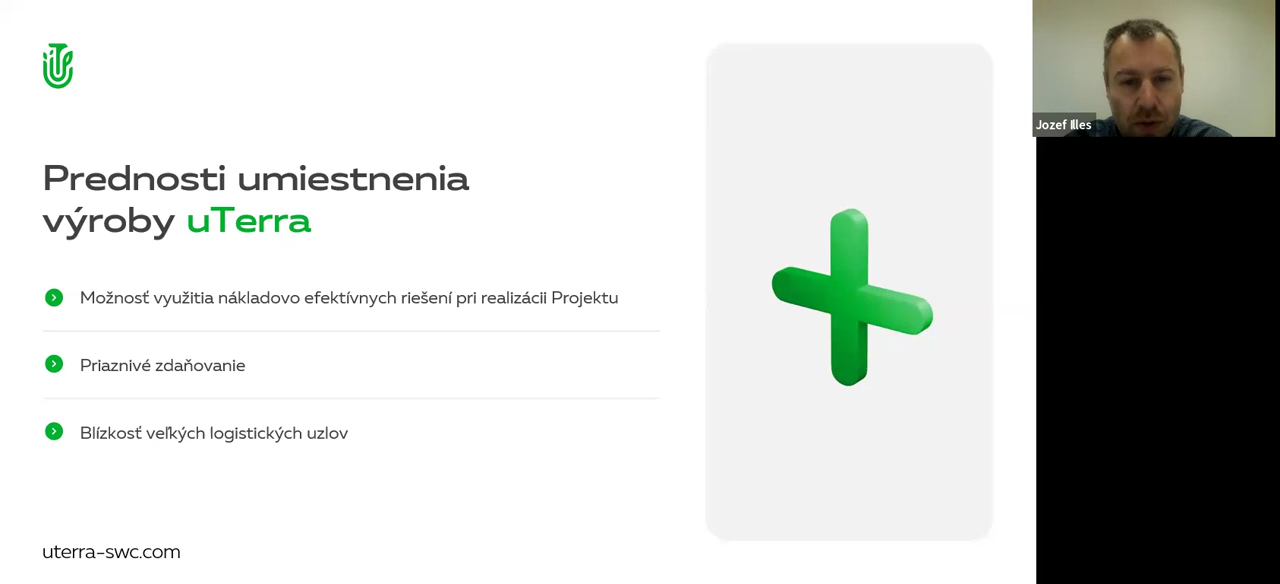 Prednosti umiestnenia
výroby uTerra
Možnosť využitia nákladovo efektívnych riešení pri realizácii Projektu
Priaznivé zdaňovanie
Blízkosť veľkých logistických uzlov
uterra-swc.com
Jozef Illes